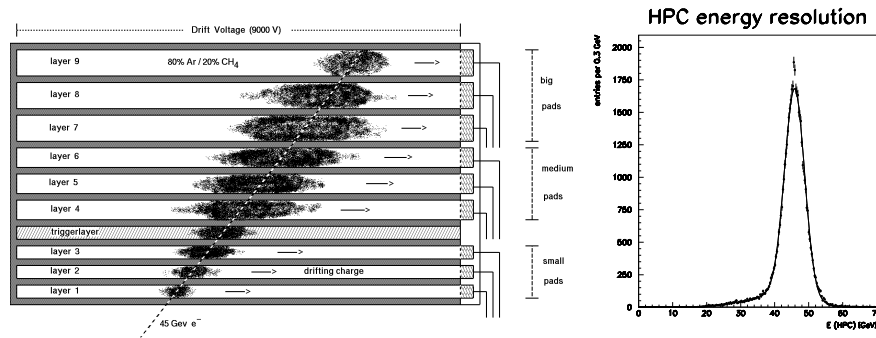 Drift Voltage (9000 V)
layer 9 80% Ar / 20% CH4
layer 8
layer 7
layer 6
layer 5
layer 4
triggerlayer
layer 3
layer 2 drifting charge
layer 1
45 Gev e-
big
pads
medium
pads
small
pads
HPC energy resolution
entries per 0.3 GeV
2000
1750
1500
1250
1000
750
500
250
0
0 10 20 30 40 50 60 70
E (HPC) [GeV]